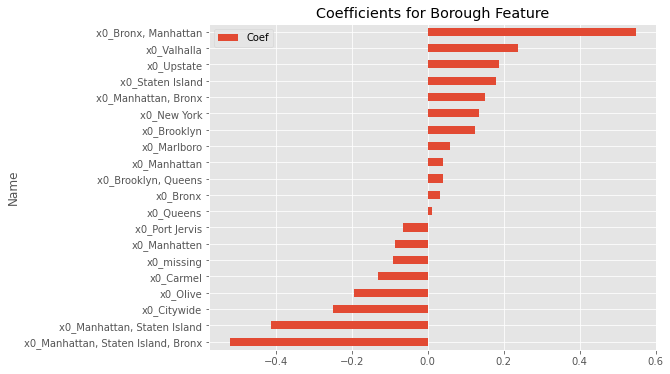 Coefficients for Borough Feature
x0_Bronx, Manhattan
Coef
x0_Valhalla
x0_Upstate
x0_Staten Island
x0_Manhattan, Bronx
x0_New York
x0_Brooklyn
x0_Marlboro
x0_Manhattan
x0_Brooklyn, Queens
x0_Bronx
x0_Queens
x0_Port Jervis
x0_Manhatten
x0_missing
x0_Carmel
x0_Olive
x0_Citywide
x0_Manhattan, Staten Island
x0_Manhattan, Staten Island, Bronx
Name
−0.4 −0.2 0.0 0.2 0.4 0.6